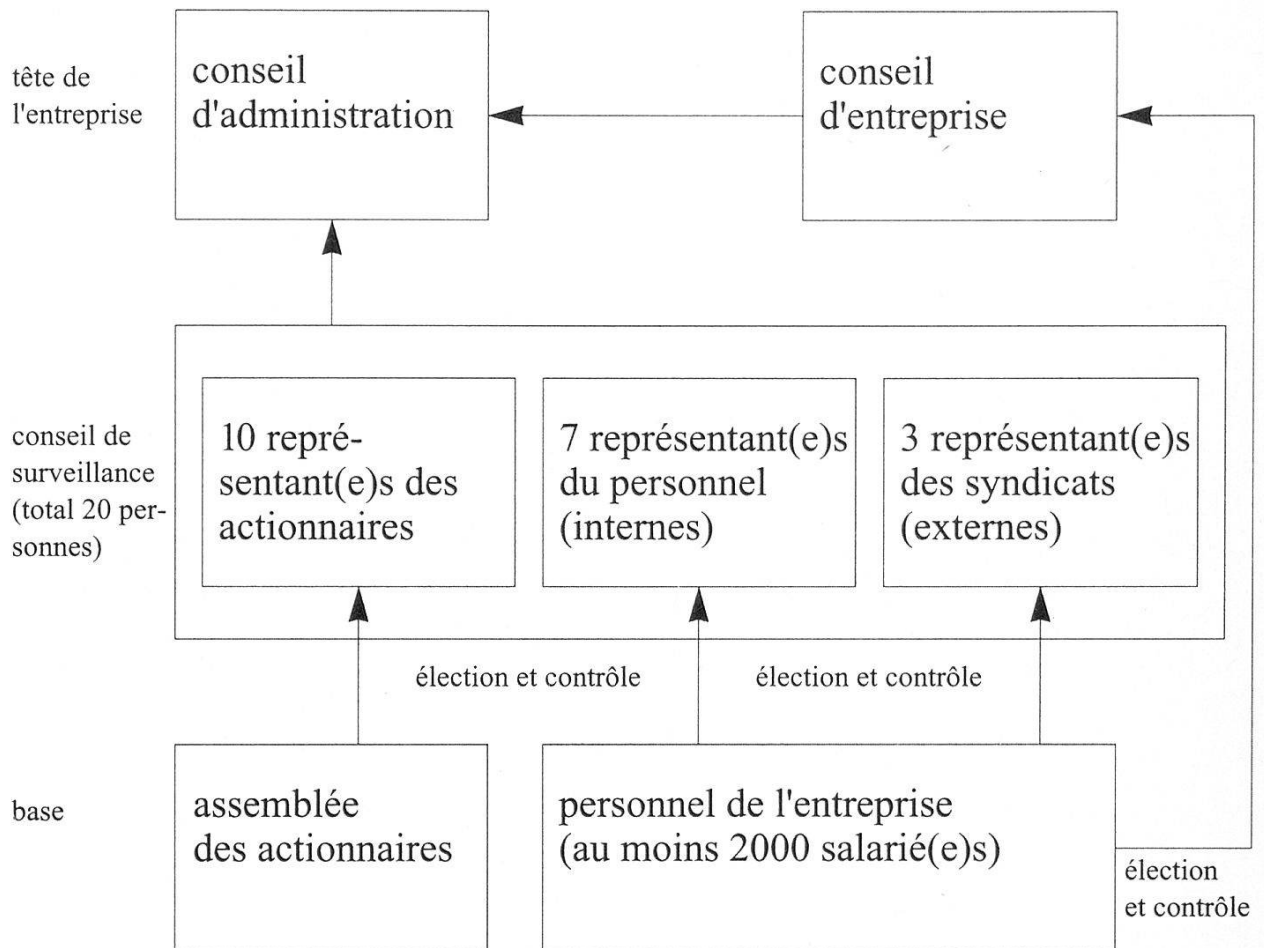 tête de
l'entreprise
conseil
d'administration
conseil
d'entreprise
conseil de
surveillance
(total 20 per-
sonnes)
10 repré-
sentant(e)s des
actionnaires
7 représentant(e)s
du personnel
(internes)
3 représentant(e)s
des syndicats
(externes)
élection et contrôle
élection et contrôle
base
assemblée
des actionnaires
personnel de l'entreprise
(au moins 2000 salarié(e)s)
élection
et contrôle